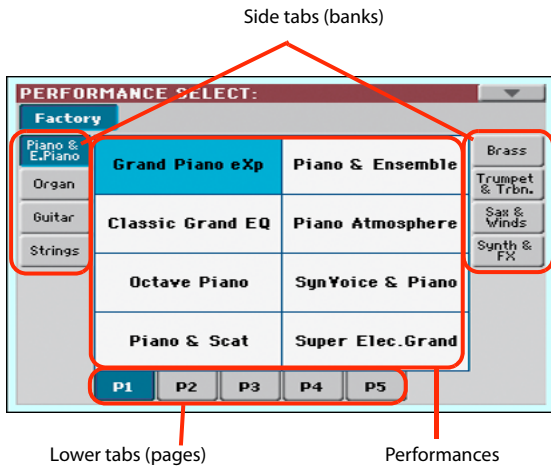 Side tabs (banks)
PERFORMANCE SELECT:
Factory
Piano &
E.Piano
Organ
Guitar
Strings
Grand Piano eXp
Piano & Ensemble
Classic Grand EQ
Piano Atmosphere
Octave Piano
SynVoice & Piano
Piano & Scat
Super Elec.Grand
Brass
Trumpet
& Trbn.
Sax &
Winds
Synth &
FX
P1
P2
P3
P4
P5
Lower tabs (pages)
Performances